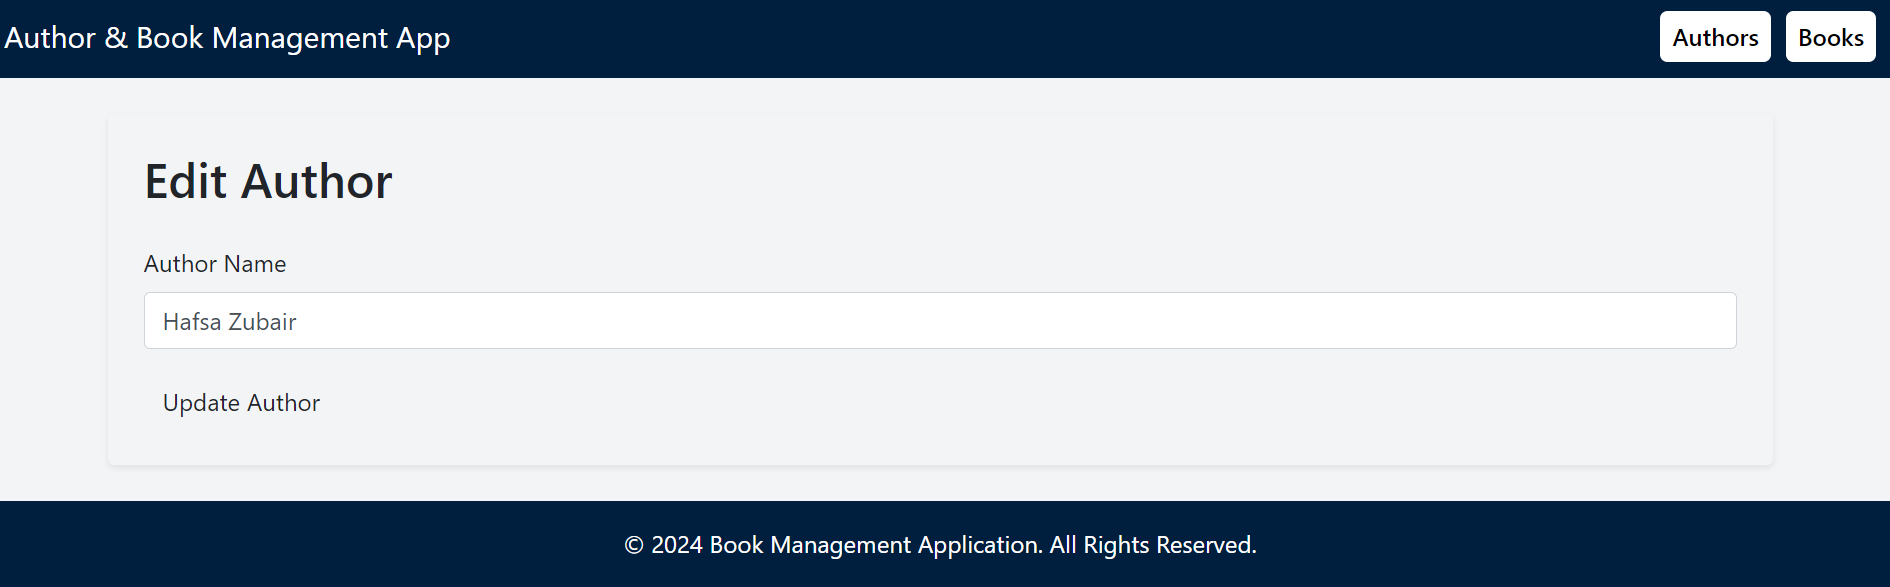 Author & Book Management App
Authors
Books
Edit Author
Author Name
Hafsa Zubair
Update Author
© 2024 Book Management Application. All Rights Reserved.